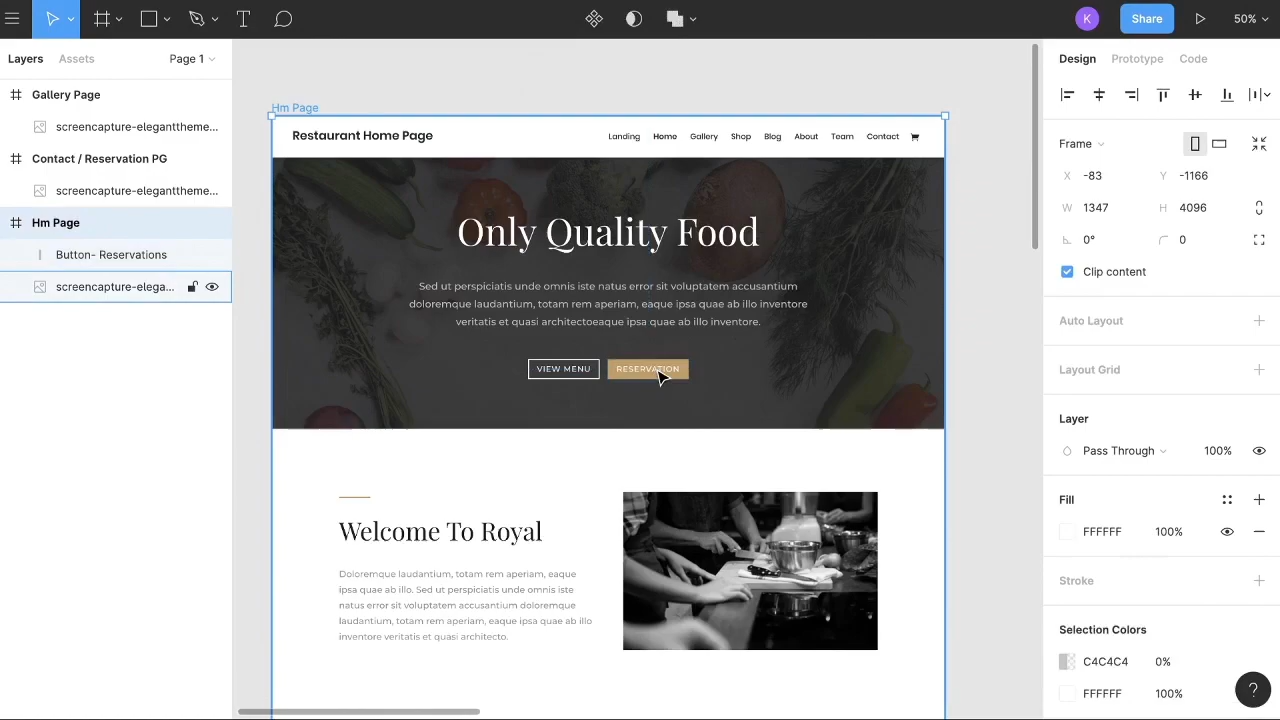 K
Share
50%
Layers
Assets
Page 1
Design
Prototype
Code
Gallery Page
screencapture-eleganttheme...
Contact / Reservation PG
screencapture-eleganttheme...
Hm Page
Button- Reservations
screencapture-elega...
Hm Page
Restaurant Home Page
Landing
Home
Gallery
Shop
Blog
About
Team
Contact
Only Quality Food
Sed ut perspiciatis unde omnis iste natus error sit voluptatem accusantium
doloremque laudantium, totam rem aperiam, eaque ipsa quae ab illo inventore
veritatis et quasi architectoeaque ipsa quae ab illo inventore.
VIEW MENU
RESERVATION
Welcome To Royal
Doloremque laudantium, totam rem aperiam, eaque
ipsa quae ab illo. Sed ut perspiciatis unde omnis iste
natus error sit voluptatem accusantium doloremque
laudantium, totam rem aperiam, eaque ipsa quae ab illo
inventore veritatis et quasi architecto.
Frame
X -83
Y -1166
W 1347
H 4096
0°
0
Clip content
Auto Layout
Layout Grid
Layer
Pass Through
100%
Fill
FFFFFF
100%
Stroke
Selection Colors
C4C4C4
0%
FFFFFF
100%
?